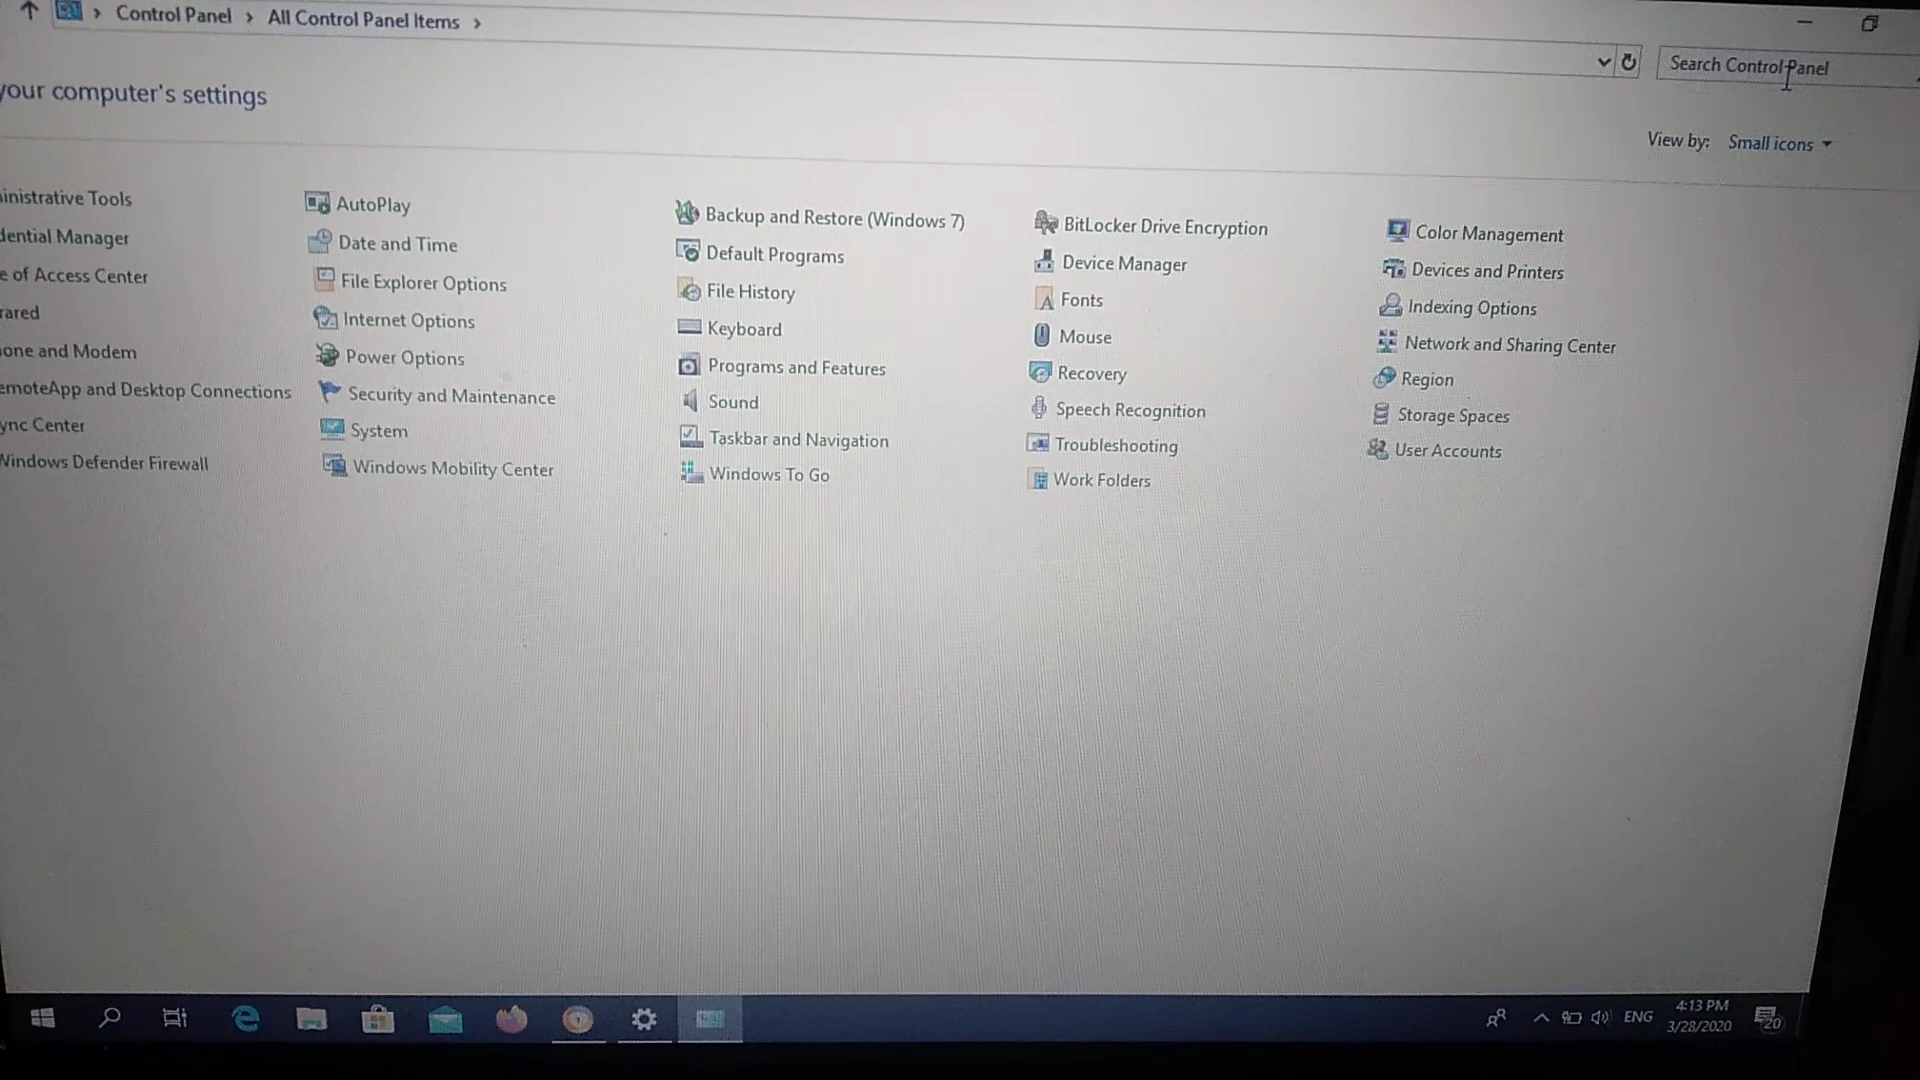 Control Panel > All Control Panel Items >
Search Control Panel
your computer's settings
View by: Small icons
inistrative Tools
AutoPlay
Backup and Restore (Windows 7)
BitLocker Drive Encryption
Color Management
dential Manager
Date and Time
Default Programs
Device Manager
Devices and Printers
e of Access Center
File Explorer Options
File History
Fonts
Indexing Options
rared
Internet Options
Keyboard
Mouse
Network and Sharing Center
one and Modem
Power Options
Programs and Features
Recovery
Region
emoteApp and Desktop Connections
Security and Maintenance
Sound
Speech Recognition
Storage Spaces
ync Center
System
Taskbar and Navigation
Troubleshooting
User Accounts
Windows Defender Firewall
Windows Mobility Center
Windows To Go
Work Folders
ENG
4:13 PM
3/28/2020
20